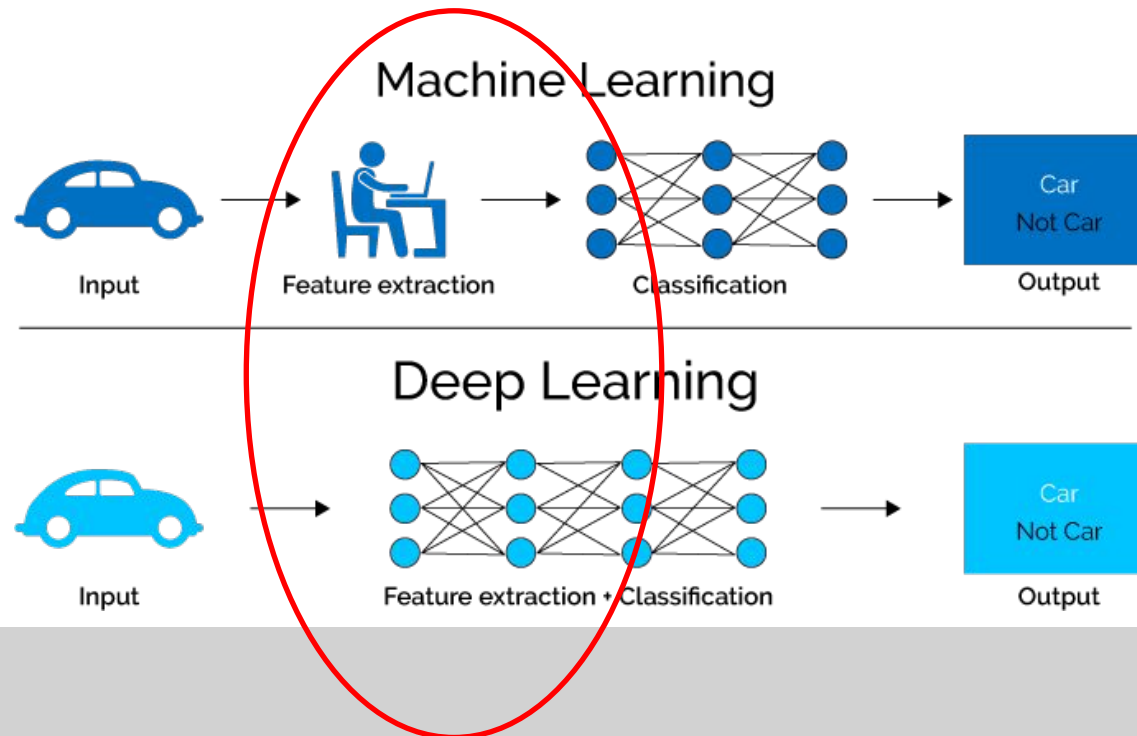 Machine Learning
Car
Not Car
Input
Feature extraction
Classification
Output
Deep Learning
Car
Not Car
Input
Feature extraction + Classification
Output